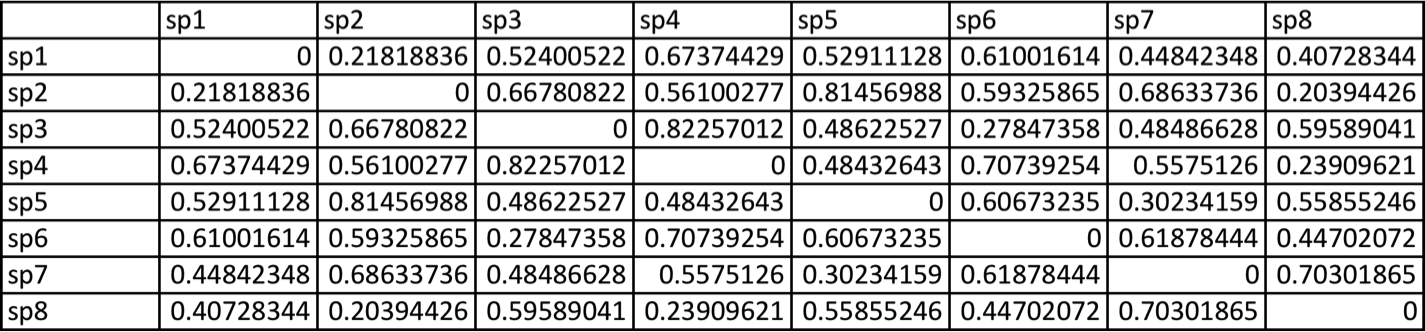 sp1 sp2 sp3 sp4 sp5 sp6 sp7 sp8
sp1 0 0.21818836 0.52400522 0.67374429 0.52911128 0.61001614 0.44842348 0.40728344
sp2 0.21818836 0 0.66780822 0.56100277 0.81456988 0.59325865 0.68633736 0.20394426
sp3 0.52400522 0.66780822 0 0.82257012 0.48622527 0.27847358 0.48486628 0.59589041
sp4 0.67374429 0.56100277 0.82257012 0 0.48432643 0.70739254 0.5575126 0.23909621
sp5 0.52911128 0.81456988 0.48622527 0.48432643 0 0.60673235 0.30234159 0.55855246
sp6 0.61001614 0.59325865 0.27847358 0.70739254 0.60673235 0 0.61878444 0.44702072
sp7 0.44842348 0.68633736 0.48486628 0.5575126 0.30234159 0.61878444 0 0.70301865
sp8 0.40728344 0.20394426 0.59589041 0.23909621 0.55855246 0.44702072 0.70301865 0